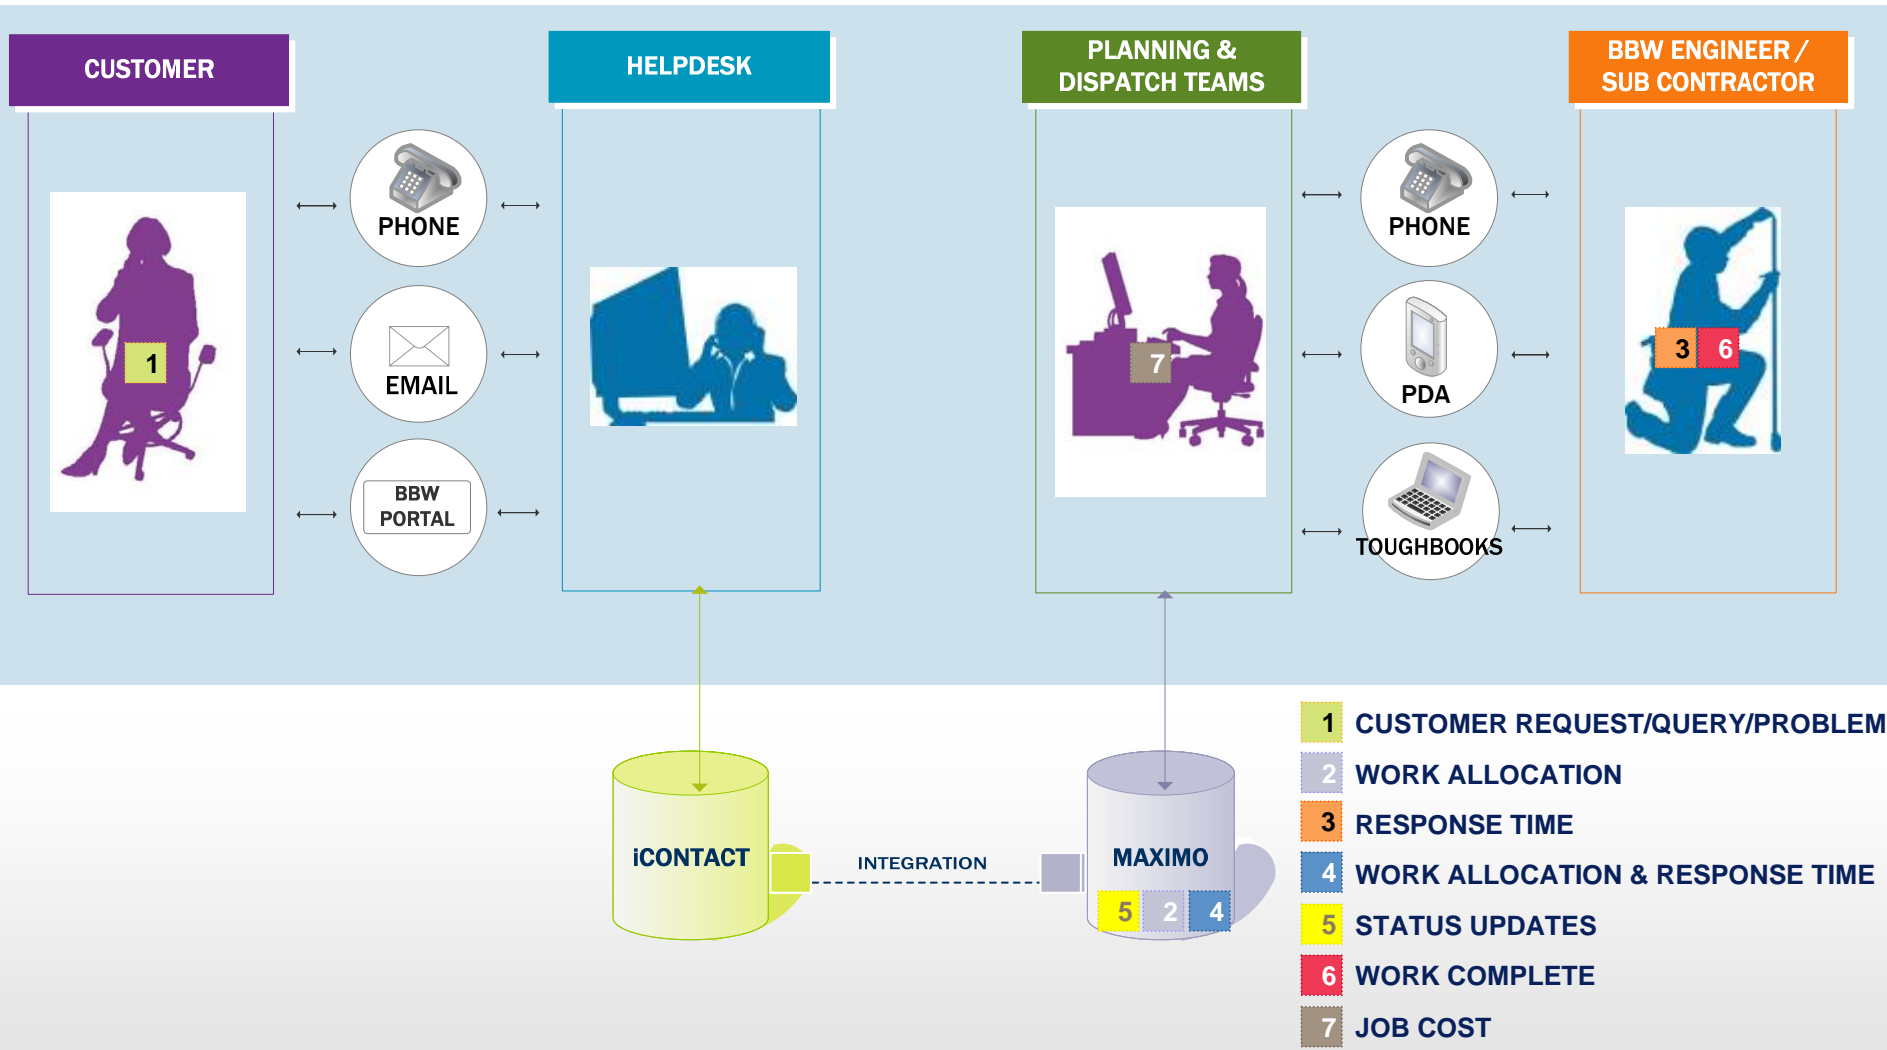 CUSTOMER
HELPDESK
PLANNING &
DISPATCH TEAMS
BBW ENGINEER /
SUB CONTRACTOR
PHONE
EMAIL
BBW
PORTAL
1
7
PHONE
PDA
TOUGHBOOKS
3 6
iCONTACT
INTEGRATION
MAXIMO
5 2 4
1 CUSTOMER REQUEST/QUERY/PROBLEM
2 WORK ALLOCATION
3 RESPONSE TIME
4 WORK ALLOCATION & RESPONSE TIME
5 STATUS UPDATES
6 WORK COMPLETE
7 JOB COST